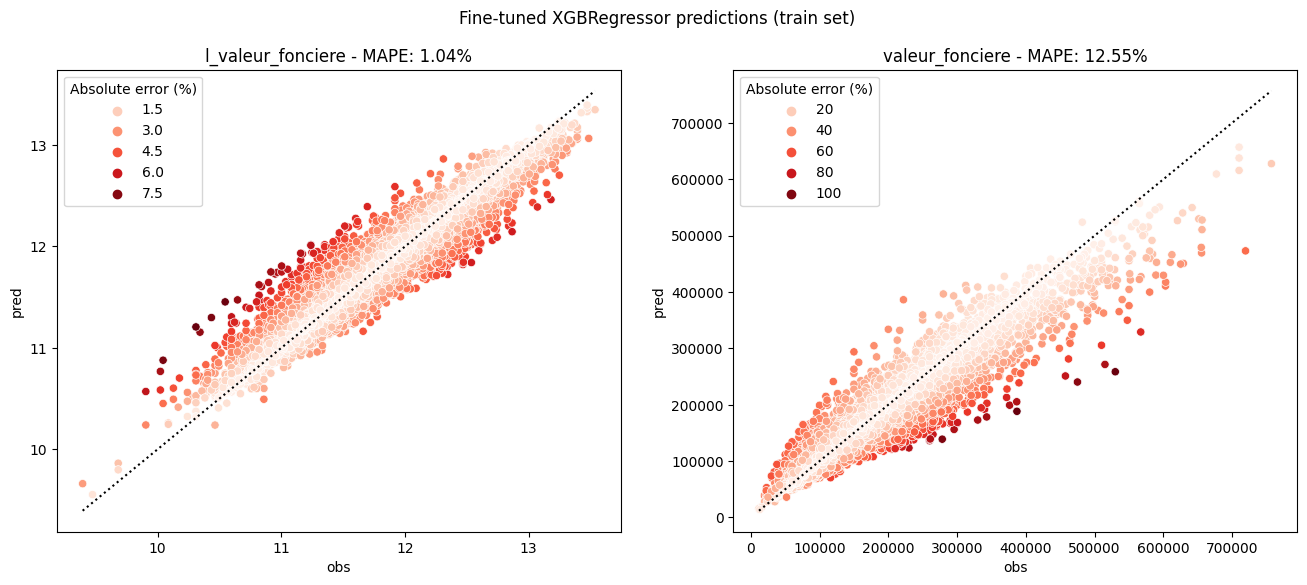 Fine-tuned XGBRegressor predictions (train set)
l_valeur_fonciere - MAPE: 1.04%
Absolute error (%)
1.5
3.0
4.5
6.0
7.5
13
12
11
10
pred
10 11 12 13
obs
valeur_fonciere - MAPE: 12.55%
Absolute error (%)
20
40
60
80
100
700000
600000
500000
400000
300000
200000
100000
0
pred
0 100000 200000 300000 400000 500000 600000 700000
obs